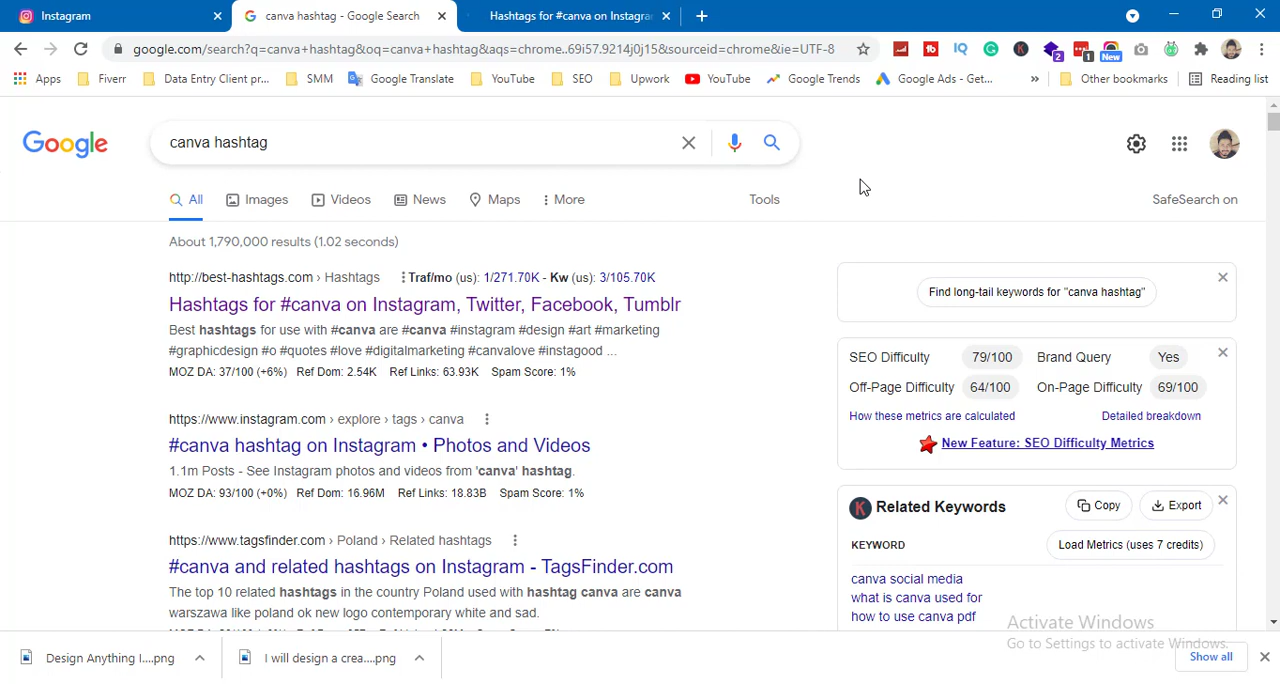 Instagram
canva hashtag - Google Search
Hashtags for #canva on Instagra
google.com/search?q=canva+hashtag&oq=canva+hashtag&aqs=chrome..69i57.9214j0j15&sourceid=chrome&ie=UTF-8
2
1
New
Apps
Fiverr
Data Entry Client pr...
SMM
Google Translate
YouTube
SEO
Upwork
YouTube
Google Trends
Google Ads - Get...
»
Other bookmarks
Reading list
Google
canva hashtag
All
Images
Videos
News
Maps
More
Tools
SafeSearch on
About 1,790,000 results (1.02 seconds)
http://best-hashtags.com › Hashtags
Traf/mo (us): 1/271.70K - Kw (us): 3/105.70K
Hashtags for #canva on Instagram, Twitter, Facebook, Tumblr
Best hashtags for use with #canva are #canva #instagram #design #art #marketing
#graphicdesign #o #quotes #love #digitalmarketing #canvalove #instagood ...
MOZ DA: 37/100 (+6%) Ref Dom: 2.54K Ref Links: 63.93K Spam Score: 1%
https://www.instagram.com › explore › tags › canva
#canva hashtag on Instagram • Photos and Videos
1.1m Posts - See Instagram photos and videos from 'canva' hashtag.
MOZ DA: 93/100 (+0%) Ref Dom: 16.96M Ref Links: 18.83B Spam Score: 1%
https://www.tagsfinder.com › Poland › Related hashtags
#canva and related hashtags on Instagram - TagsFinder.com
The top 10 related hashtags in the country Poland used with hashtag canva are canva
warszawa like poland ok new logo contemporary white and sad.
Find long-tail keywords for "canva hashtag"
SEO Difficulty 79/100 Brand Query Yes
Off-Page Difficulty 64/100 On-Page Difficulty 69/100
How these metrics are calculated
Detailed breakdown
New Feature: SEO Difficulty Metrics
K Related Keywords
Copy
Export
KEYWORD
Load Metrics (uses 7 credits)
canva social media
what is canva used for
how to use canva pdf
Activate Windows
Go to Settings to activate Windows.
Design Anything I....png
I will design a crea....png
Show all